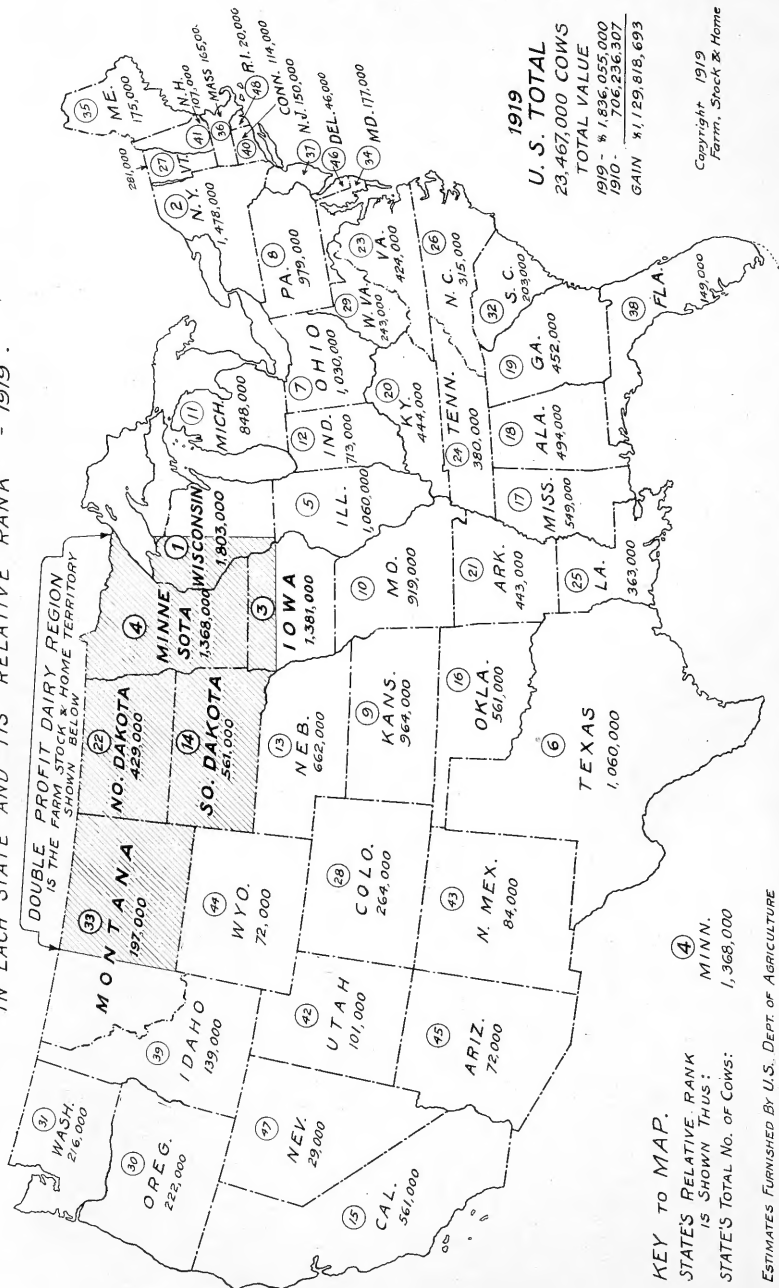 IN EACH STATE AND ITS RELATIVE RANK - 1919.
DOUBLE PROFIT DAIRY REGION
IS THE FARM STOCK & HOME TERRITORY
SHOWN BELOW
31
WASH.
216,000
30
OREG.
222,000
15
CAL.
561,000
47
NEV.
29,000
39
IDAHO
139,000
33
MONTANA
197,000
44
WYO.
72,000
42
UTAH
101,000
45
ARIZ.
72,000
28
COLO.
264,000
43
N. MEX.
84,000
22
NO. DAKOTA
429,000
14
SO. DAKOTA
561,000
13
NEB.
662,000
9
KANS.
964,000
16
OKLA.
561,000
6
TEXAS
1,060,000
4
MINNE
SOTA
1,368,000
3
IOWA
1,381,000
10
MD.
919,000
21
ARK.
443,000
25
LA.
363,000
1
WISCONSIN
1,803,000
5
ILL.
1,060,000
11
MICH.
848,000
12
IND.
713,000
7
OHIO
1,030,000
20
KY.
444,000
24
TENN.
380,000
17
MISS.
549,000
18
ALA.
494,000
19
GA.
452,000
38
FLA.
149,000
32
S. C.
203,000
26
N. C.
315,000
23
VA.
424,000
29
W. VA.
243,000
8
PA.
979,000
2
N.Y.
1,478,000
281,000
27
VT.
35
ME.
175,000
41
N.H.
107,000
36
MASS 165,00.
48
R.I. 20,000
40
CONN. 114,000
37
N.J. 150,000
46
DEL. 46,000
34
MD. 177,000
1919
U.S. TOTAL
23,467,000 COWS
TOTAL VALUE
1919 - $1,836,055,000
1910 - 706,236,307
GAIN $1,129,818,693
Copyright 1919
Farm, Stock & Home
KEY TO MAP.
STATE'S RELATIVE RANK
IS SHOWN THUS: 4
MINN.
STATE'S TOTAL NO. OF COWS: 1,368,000
ESTIMATES FURNISHED BY U.S. DEPT. OF AGRICULTURE